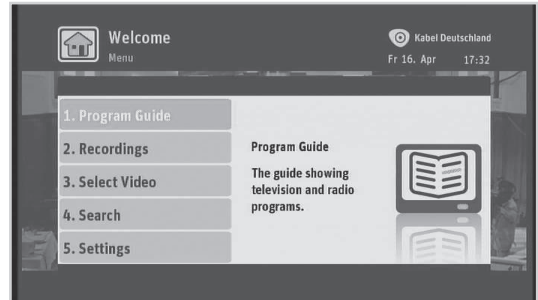 Welcome
Menu
Kabel Deutschland
Fr 16. Apr 17:32
1. Program Guide
2. Recordings
3. Select Video
4. Search
5. Settings
Program Guide
The guide showing
television and radio
programs.